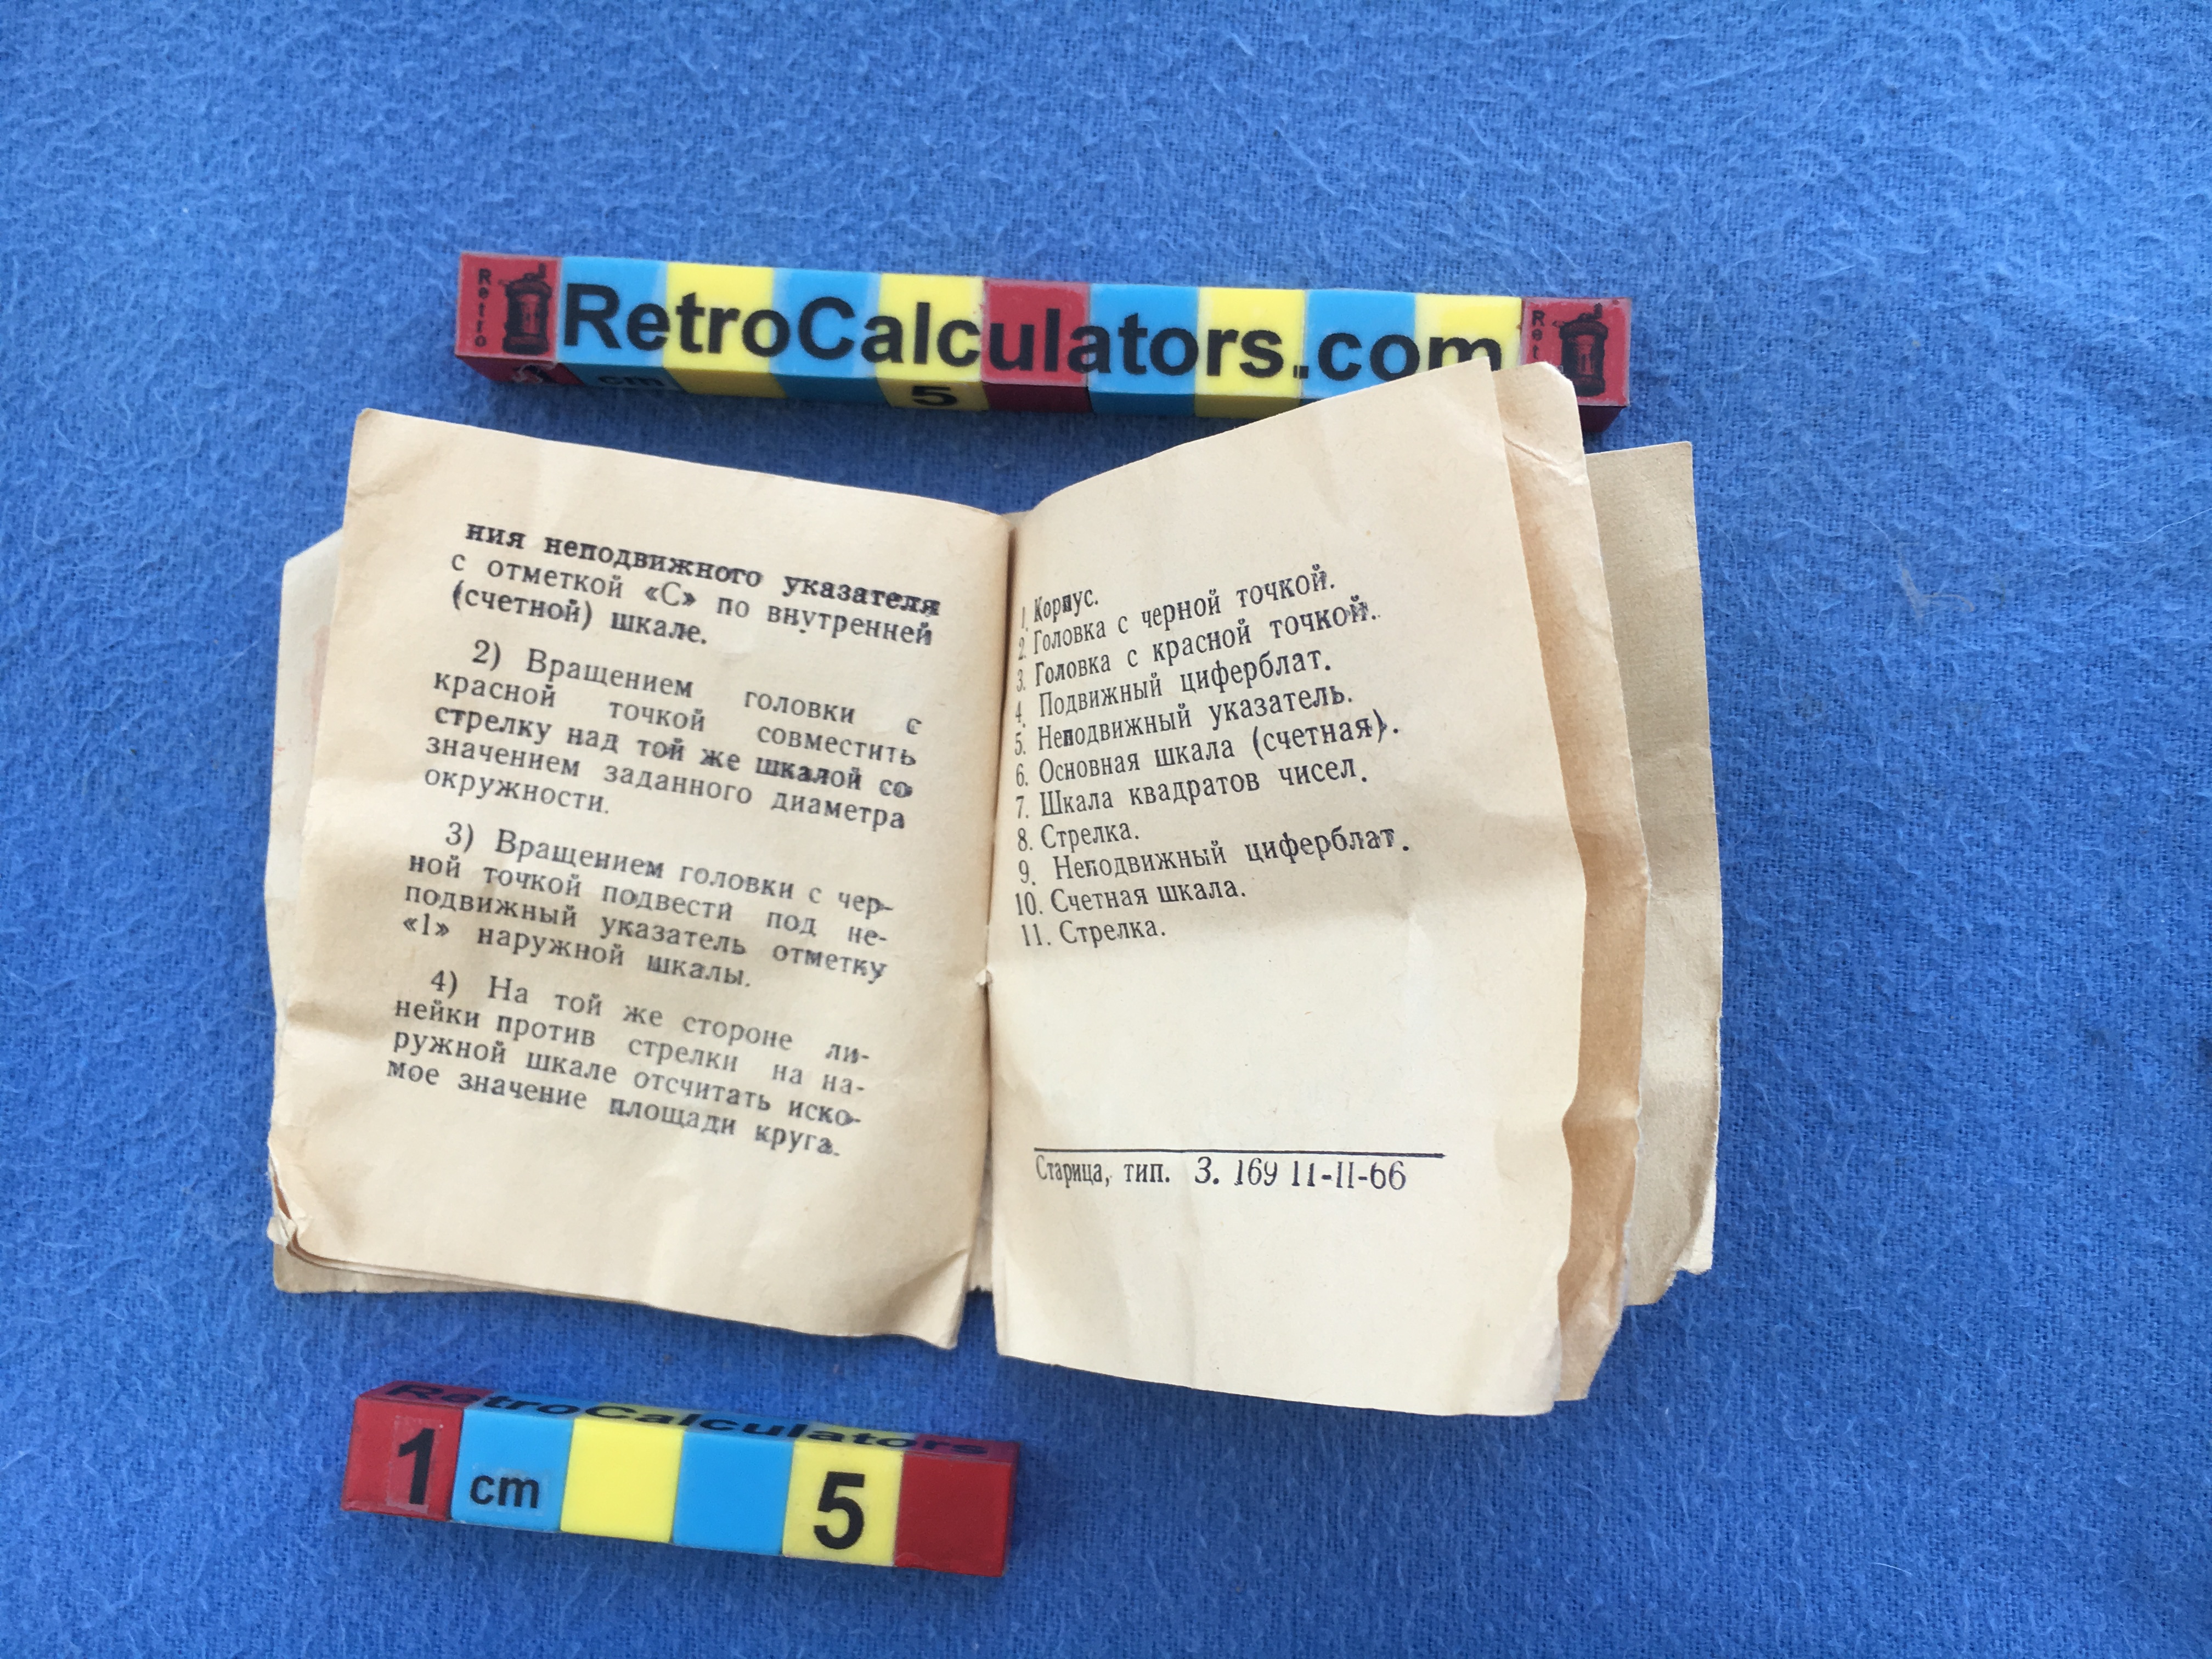 Retro
RetroCalculators.com
Ret
cm
5
ния неподвижного указателя
с отметкой «С» по внутренней
(счетной) шкале.
2) Вращением головки с
красной точкой совместить
стрелку над той же шкалой со
значением заданного диаметра
окружности.
3) Вращением головки с чер-
ной точкой подвести под не-
подвижный указатель отметку
«1» наружной шкалы.
4) На той же стороне ли-
нейки против стрелки на на-
ружной шкале отсчитать иско-
мое значение площади круга.
1. Корпус.
2. Головка с черной точкой.
3. Головка с красной точкой.
4. Подвижный циферблат.
5. Неподвижный указатель.
6. Основная шкала (счетная).
7. Шкала квадратов чисел.
8. Стрелка.
9. Неподвижный циферблат.
10. Счетная шкала.
11. Стрелка.
Старица, тип. З. 169 11-II-66
RetroCalculators
1 cm 5